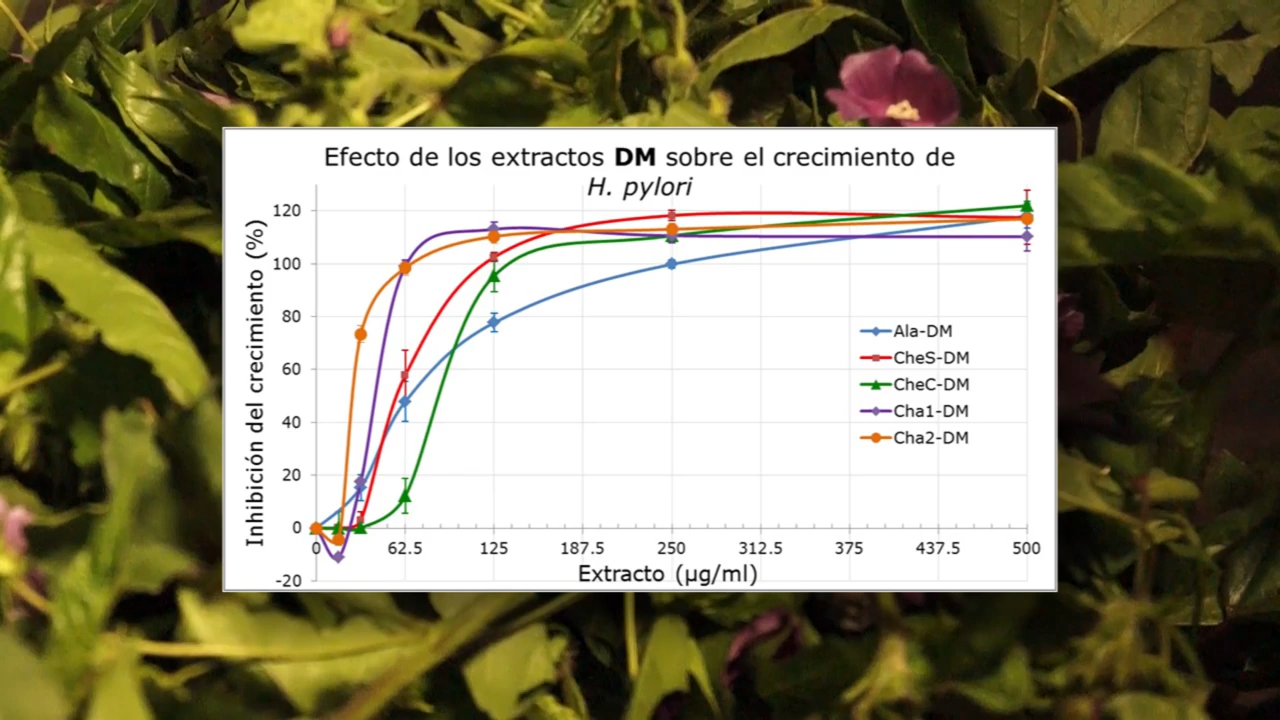 Efecto de los extractos DM sobre el crecimiento de
H. pylori
Inhibición del crecimiento (%)
120
100
80
60
40
20
0
-20
0 62.5 125 187.5 250 312.5 375 437.5 500
Extracto (µg/ml)
Ala-DM
CheS-DM
CheC-DM
Cha1-DM
Cha2-DM